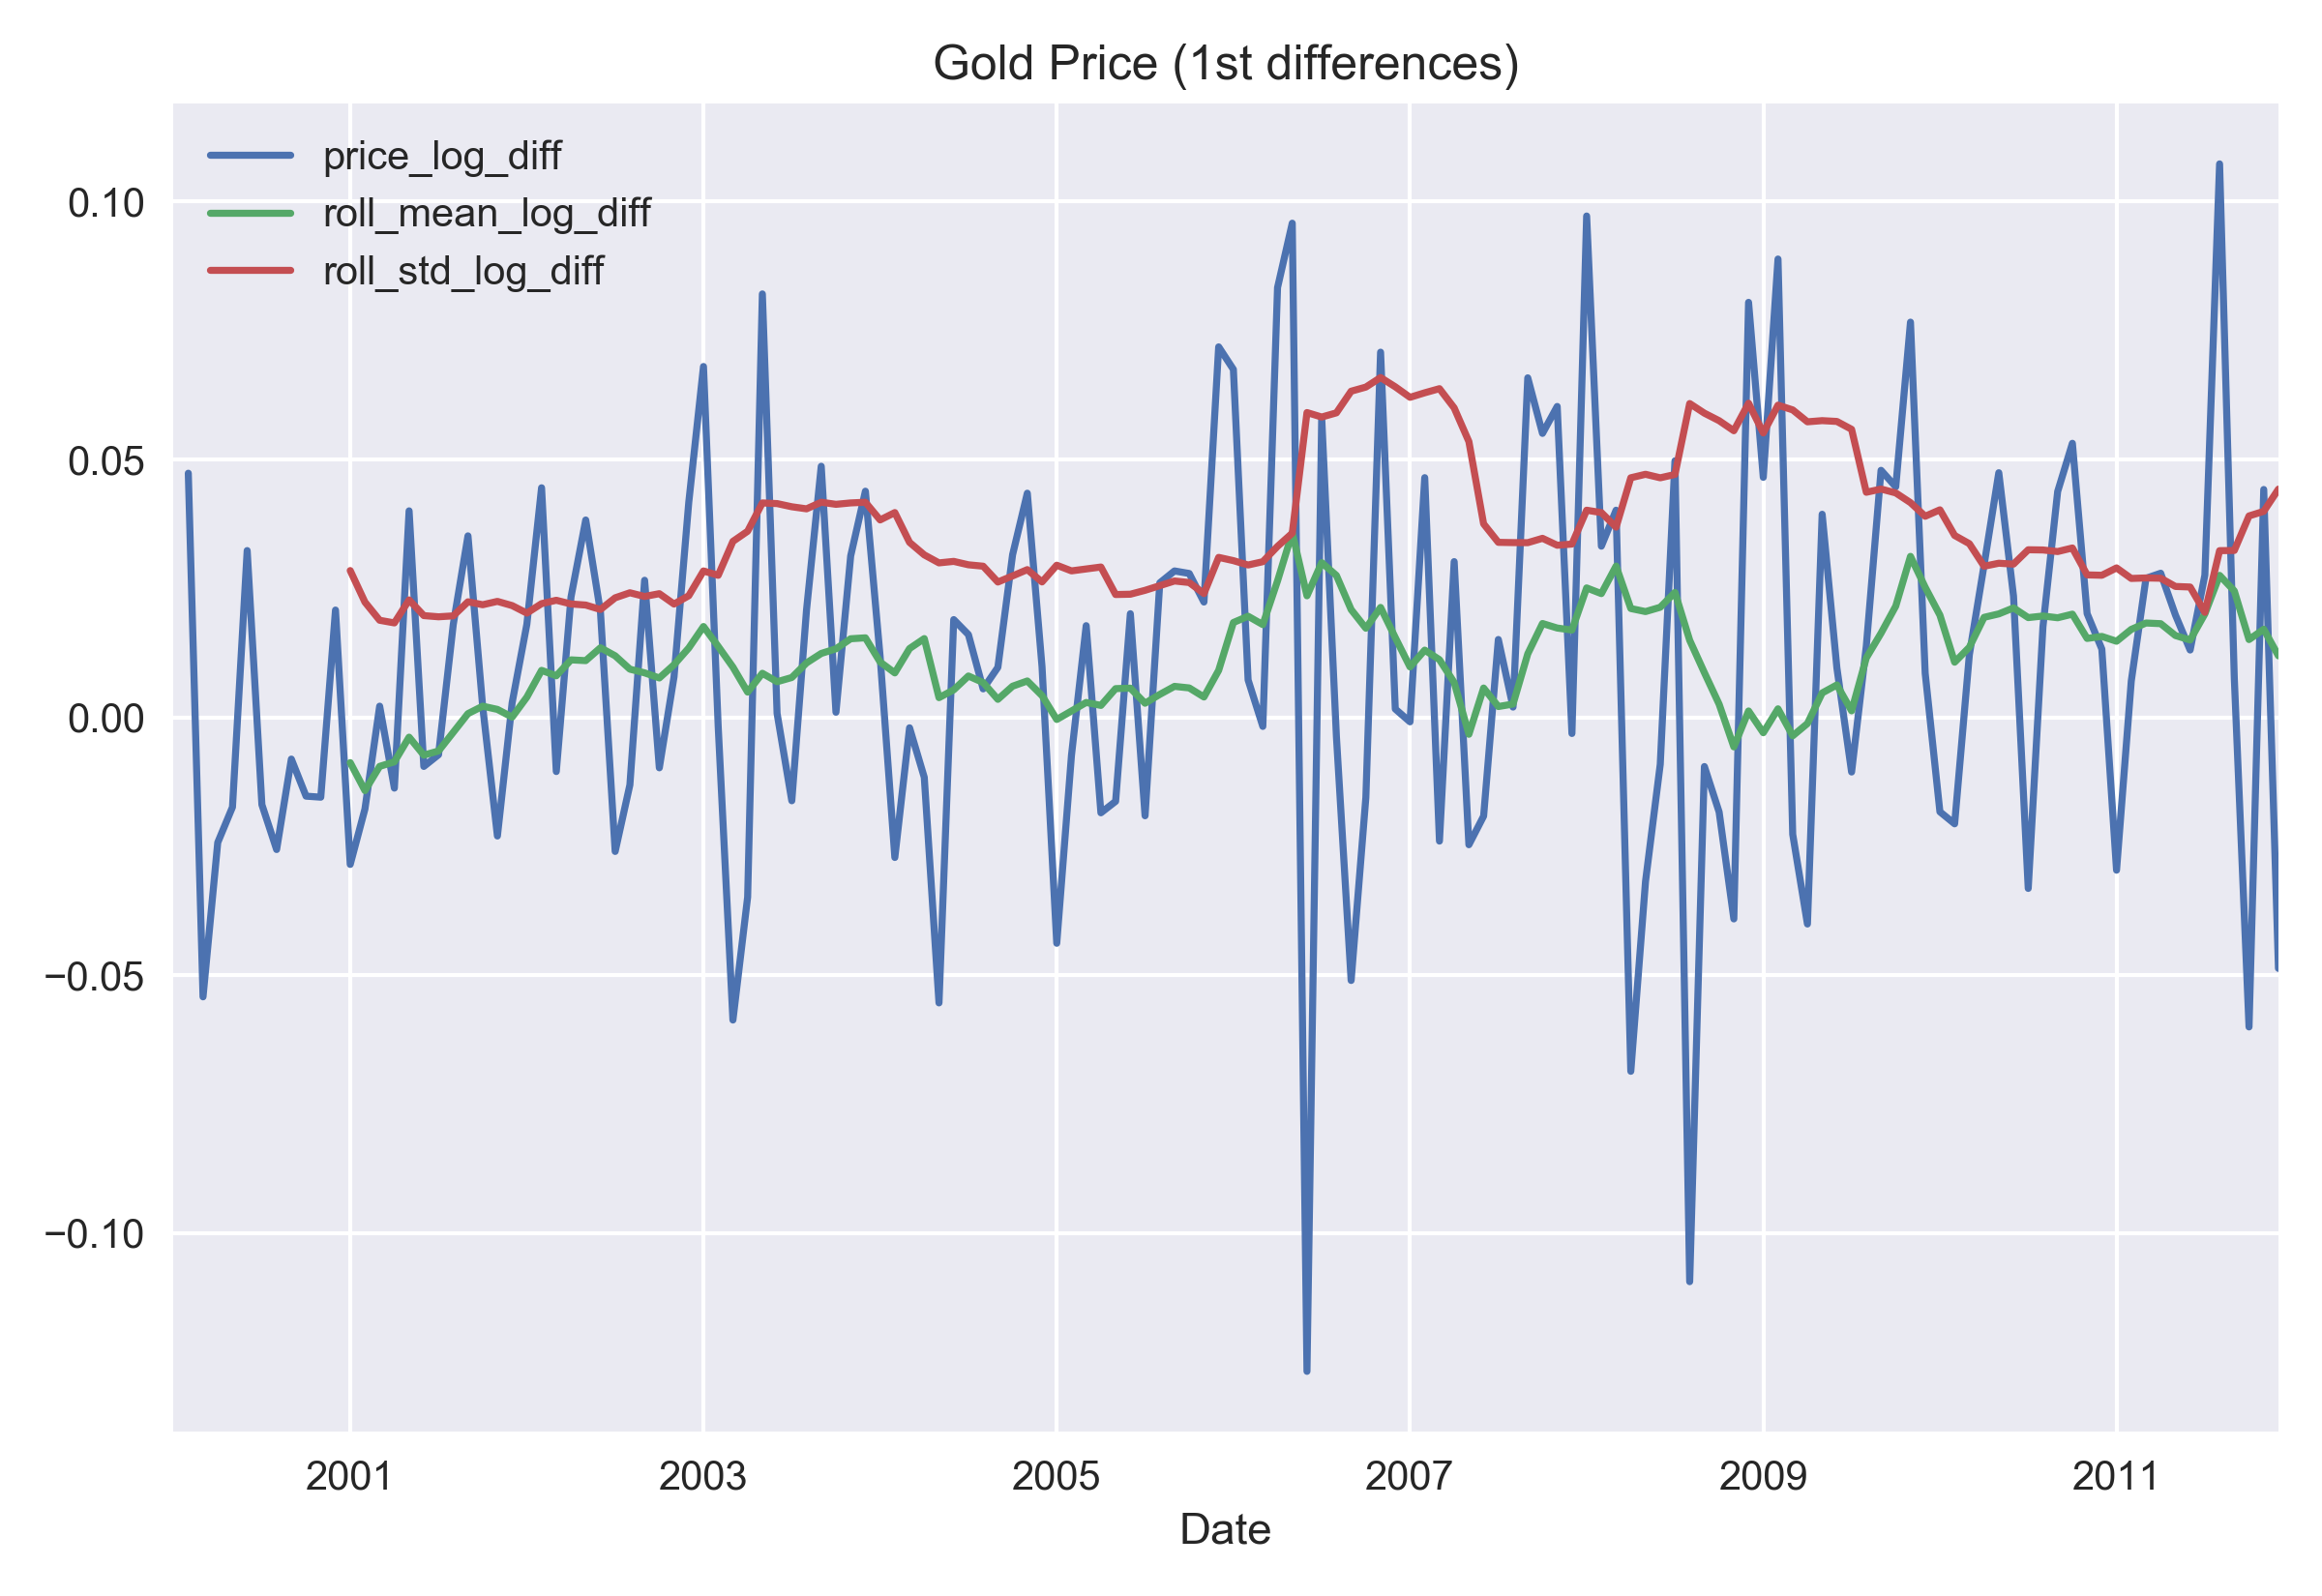 Gold Price (1st differences)
price_log_diff
roll_mean_log_diff
roll_std_log_diff
0.10
0.05
0.00
−0.05
−0.10
2001 2003 2005 2007 2009 2011
Date